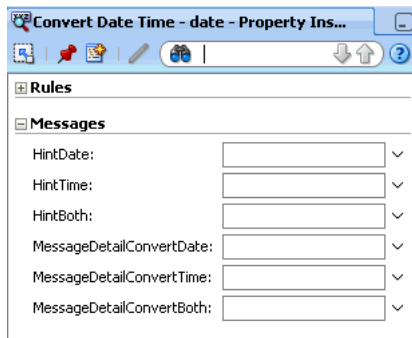 Convert Date Time - date - Property Ins...
Rules
Messages
HintDate:
HintTime:
HintBoth:
MessageDetailConvertDate:
MessageDetailConvertTime:
MessageDetailConvertBoth: